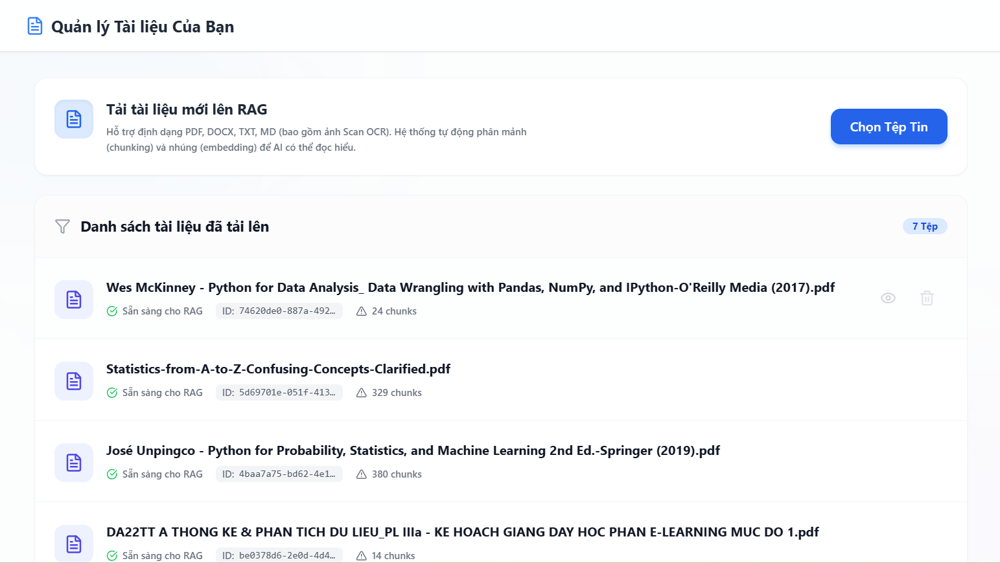 Quản lý Tài liệu Của Bạn
Tải tài liệu mới lên RAG
Hỗ trợ định dạng PDF, DOCX, TXT, MD (bao gồm ảnh Scan OCR). Hệ thống tự động phân mảnh
(chunking) và nhúng (embedding) để AI có thể đọc hiểu.
Chọn Tệp Tin
Danh sách tài liệu đã tải lên
7 Tệp
Wes McKinney - Python for Data Analysis_ Data Wrangling with Pandas, NumPy, and IPython-O'Reilly Media (2017).pdf
Sẵn sàng cho RAG ID: 74620de0-887a-492... 24 chunks
Statistics-from-A-to-Z-Confusing-Concepts-Clarified.pdf
Sẵn sàng cho RAG ID: 5d69701e-051f-413... 329 chunks
José Unpingco - Python for Probability, Statistics, and Machine Learning 2nd Ed.-Springer (2019).pdf
Sẵn sàng cho RAG ID: 4baa7a75-bd62-4e1... 380 chunks
DA22TT A THONG KE & PHAN TICH DU LIEU_PL IIIa - KE HOACH GIANG DAY HOC PHAN E-LEARNING MUC DO 1.pdf
Sẵn sàng cho RAG ID: be0378d6-2e0d-4d4... 14 chunks